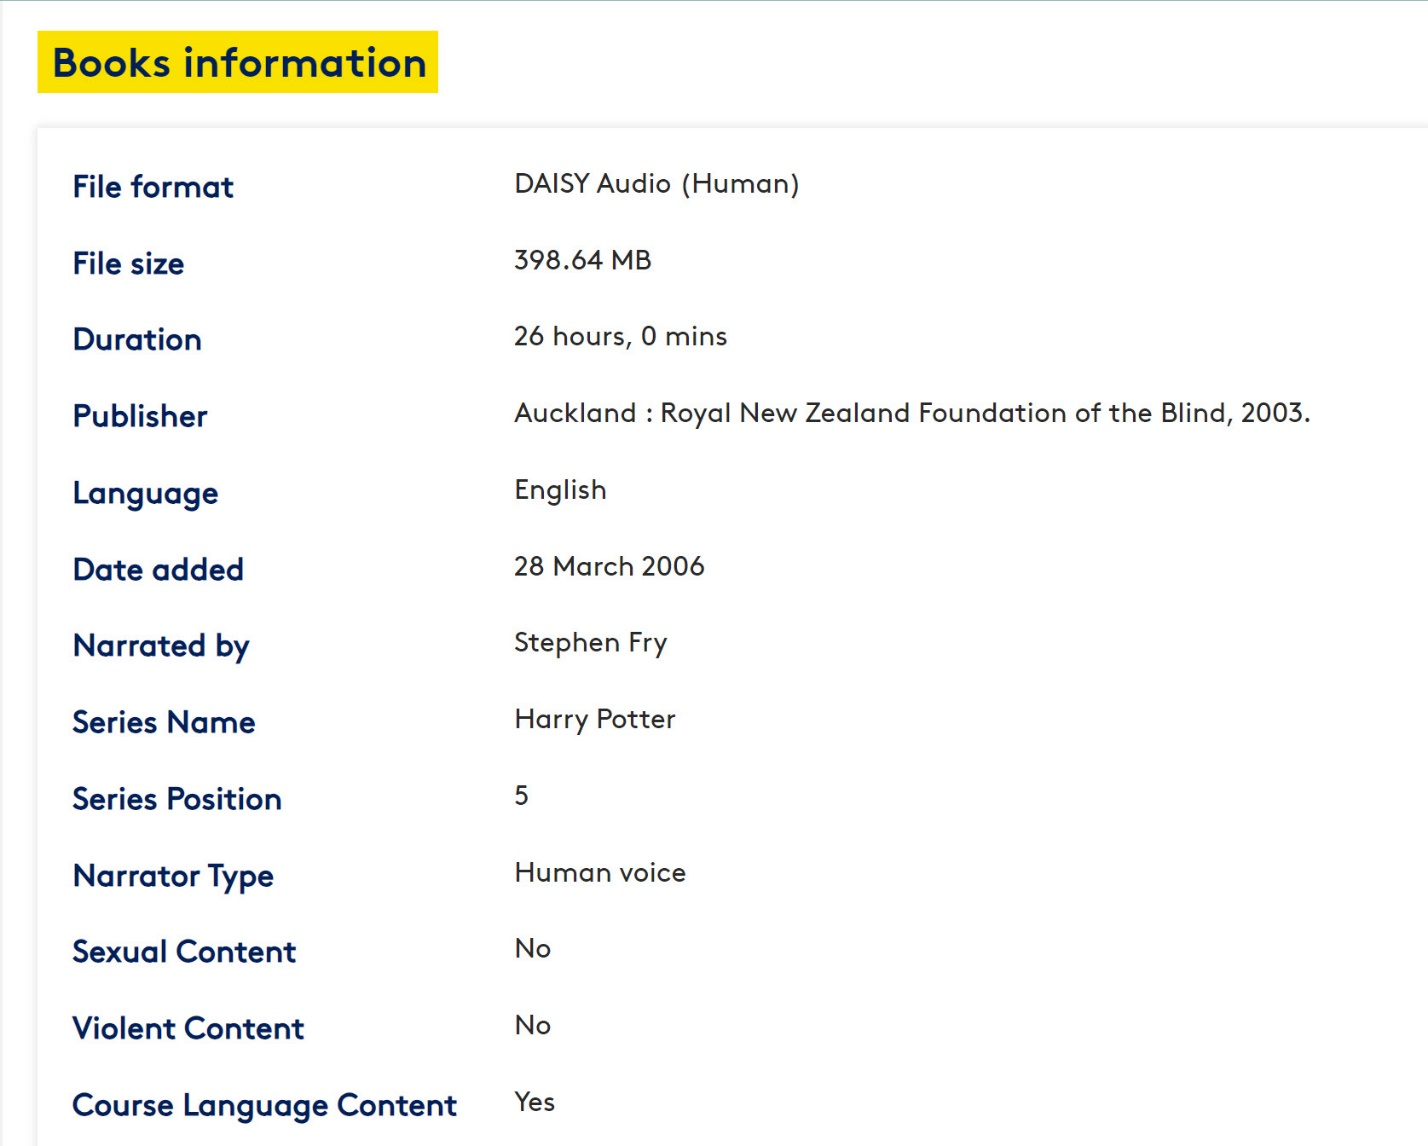 Books information
File format DAISY Audio (Human)
File size 398.64 MB
Duration 26 hours, 0 mins
Publisher Auckland : Royal New Zealand Foundation of the Blind, 2003.
Language English
Date added 28 March 2006
Narrated by Stephen Fry
Series Name Harry Potter
Series Position 5
Narrator Type Human voice
Sexual Content No
Violent Content No
Course Language Content Yes